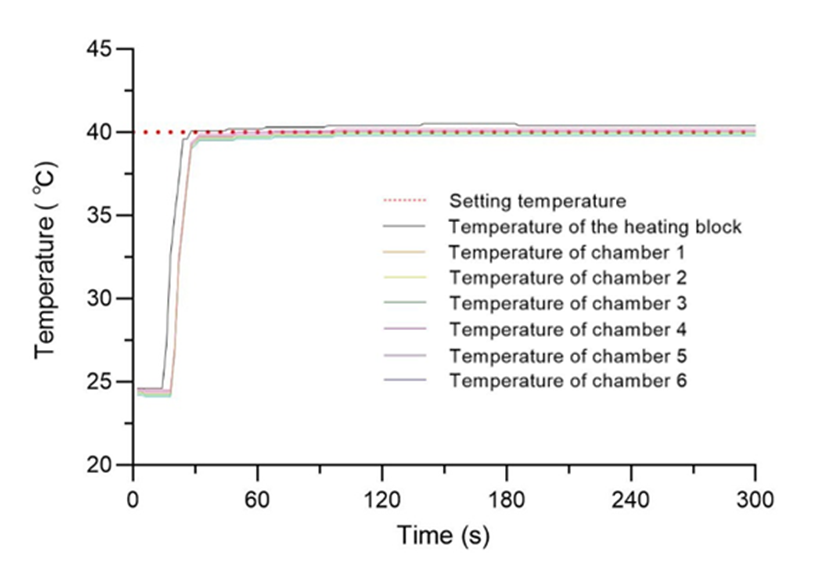 45
40
35
30
25
20
Temperature ( °C)
Setting temperature
Temperature of the heating block
Temperature of chamber 1
Temperature of chamber 2
Temperature of chamber 3
Temperature of chamber 4
Temperature of chamber 5
Temperature of chamber 6
0 60 120 180 240 300
Time (s)